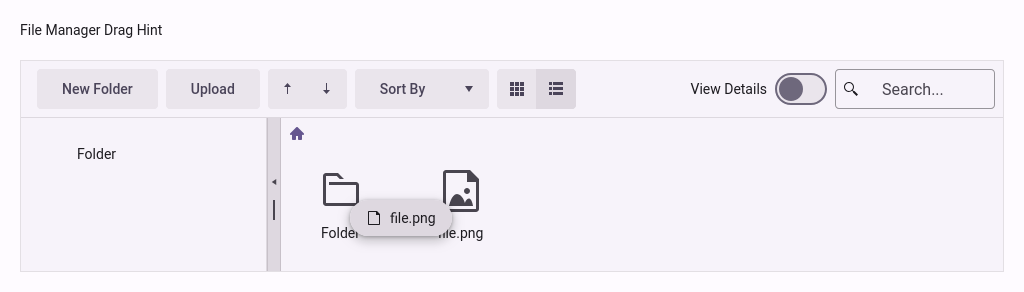 File Manager Drag Hint
New Folder
Upload
Sort By
View Details
Search...
Folder
Folder
file.png
file.png